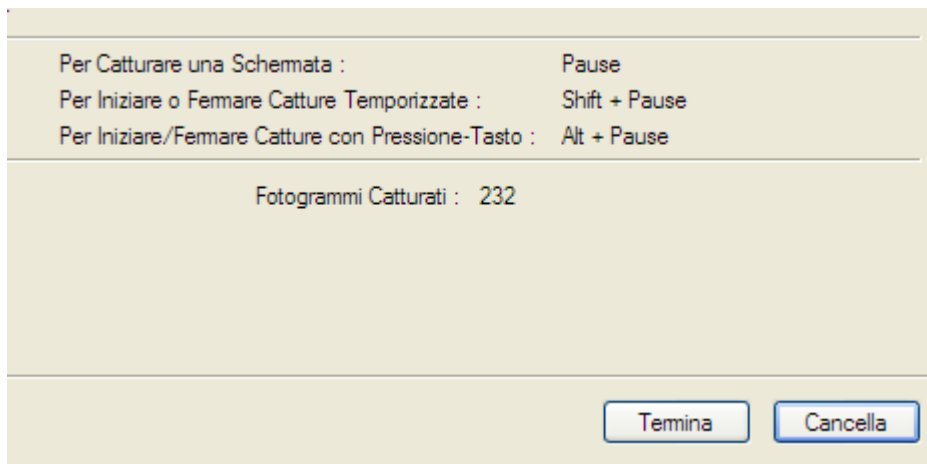 Per Catturare una Schermata : Pause
Per Iniziare o Fermare Catture Temporizzate : Shift + Pause
Per Iniziare/Fermare Catture con Pressione-Tasto : Alt + Pause
Fotogrammi Catturati : 232
Termina Cancella